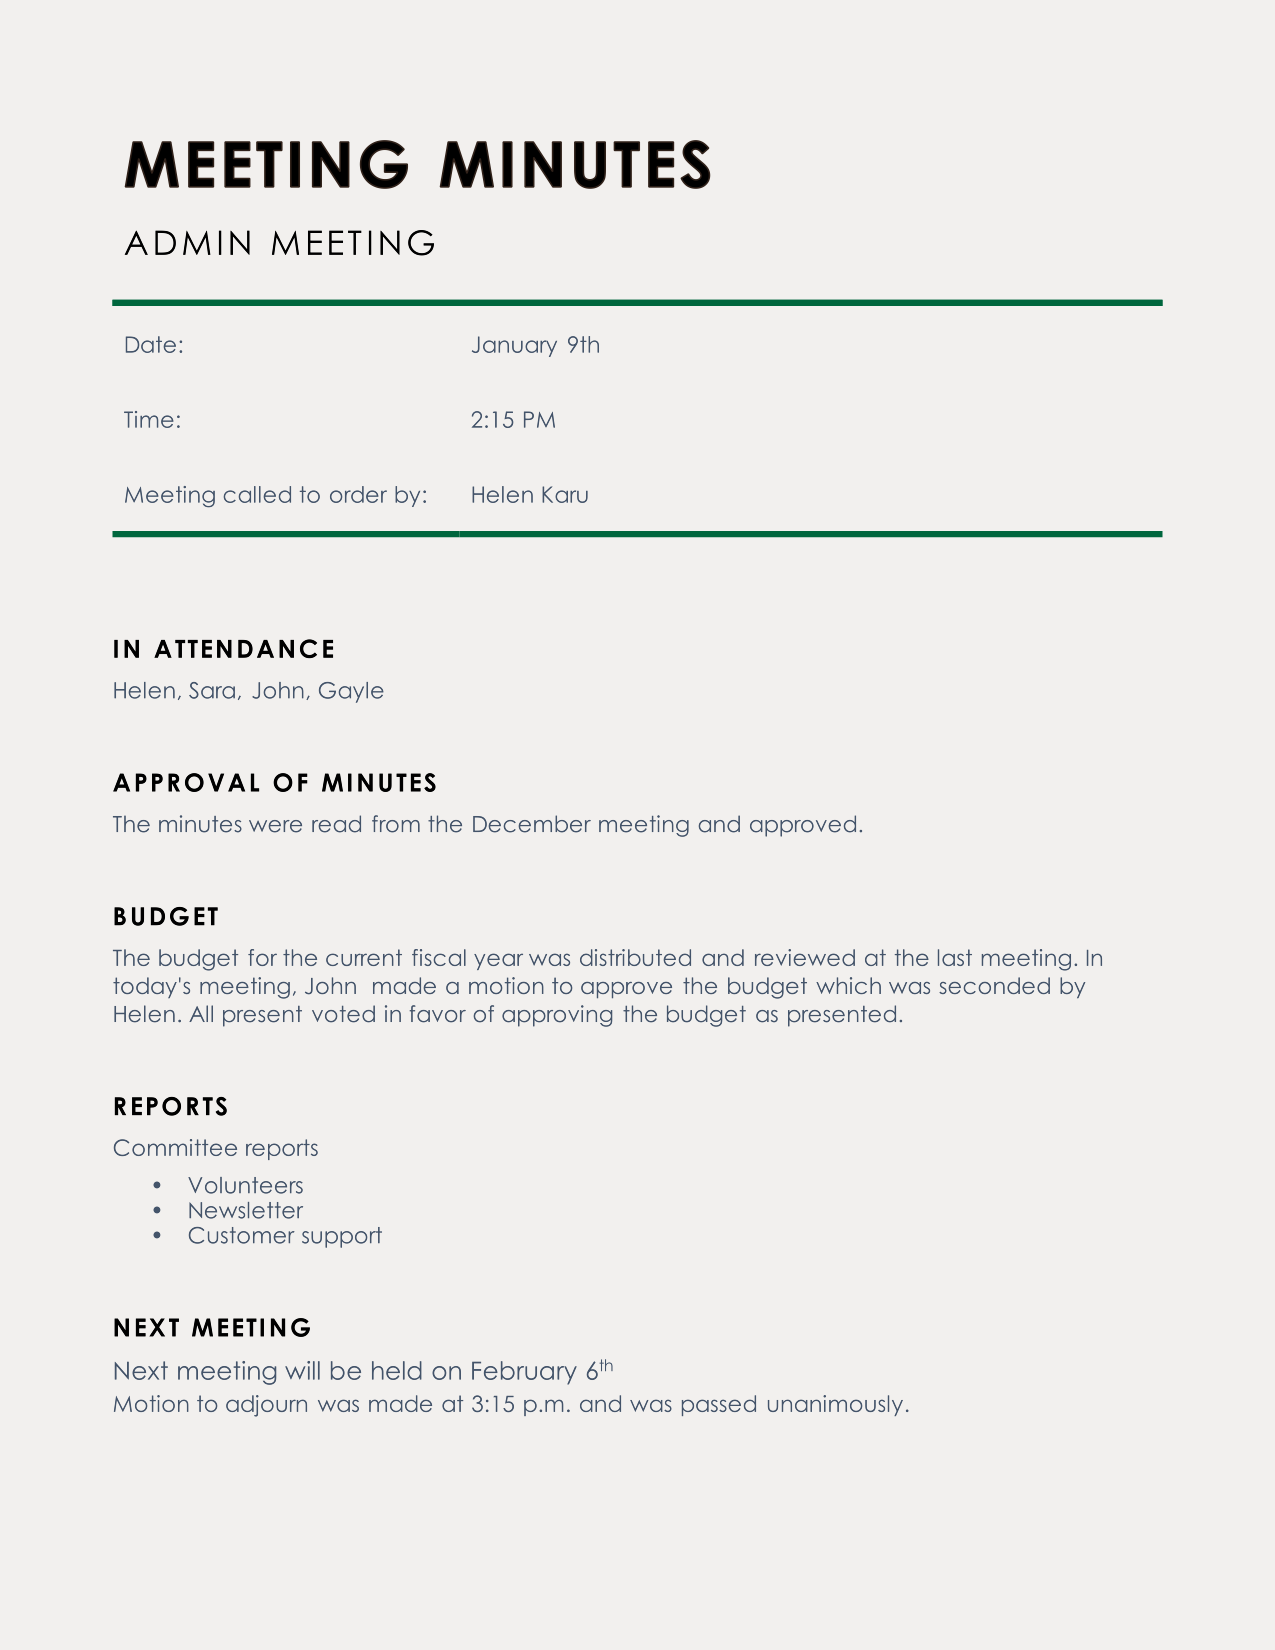 MEETING MINUTES
ADMIN MEETING
Date: January 9th
Time: 2:15 PM
Meeting called to order by: Helen Karu
IN ATTENDANCE
Helen, Sara, John, Gayle
APPROVAL OF MINUTES
The minutes were read from the December meeting and approved.
BUDGET
The budget for the current fiscal year was distributed and reviewed at the last meeting. In
today's meeting, John made a motion to approve the budget which was seconded by
Helen. All present voted in favor of approving the budget as presented.
REPORTS
Committee reports
• Volunteers
• Newsletter
• Customer support
NEXT MEETING
Next meeting will be held on February 6th
Motion to adjourn was made at 3:15 p.m. and was passed unanimously.